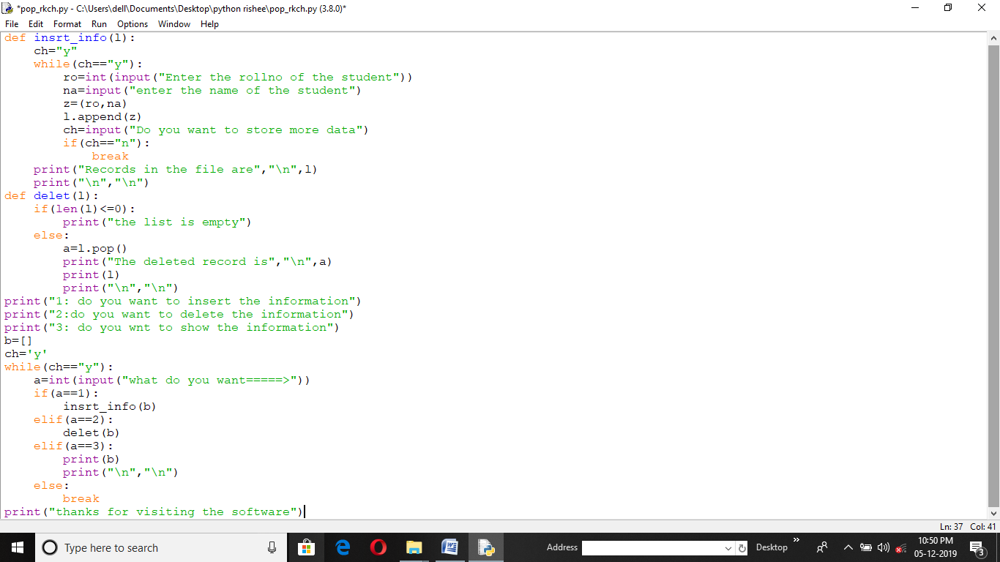 *pop_rkch.py - C:\Users\dell\Documents\Desktop\python rishee\pop_rkch.py (3.8.0)*
File Edit Format Run Options Window Help
def insrt_info(l):
    ch="y"
    while(ch=="y"):
        ro=int(input("Enter the rollno of the student"))
        na=input("enter the name of the student")
        z=(ro,na)
        l.append(z)
        ch=input("Do you want to store more data")
        if(ch=="n"):
            break
    print("Records in the file are","\n",l)
    print("\n","\n")
def delet(l):
    if(len(l)<=0):
        print("the list is empty")
    else:
        a=l.pop()
        print("The deleted record is","\n",a)
        print(l)
        print("\n","\n")
print("1: do you want to insert the information")
print("2:do you want to delete the information")
print("3: do you wnt to show the information")
b=[]
ch='y'
while(ch=="y"):
    a=int(input("what do you want=====>"))
    if(a==1):
        insrt_info(b)
    elif(a==2):
        delet(b)
    elif(a==3):
        print(b)
        print("\n","\n")
    else:
        break
print("thanks for visiting the software")
Ln: 37 Col: 41
Type here to search
Address
Desktop
10:50 PM
05-12-2019
3